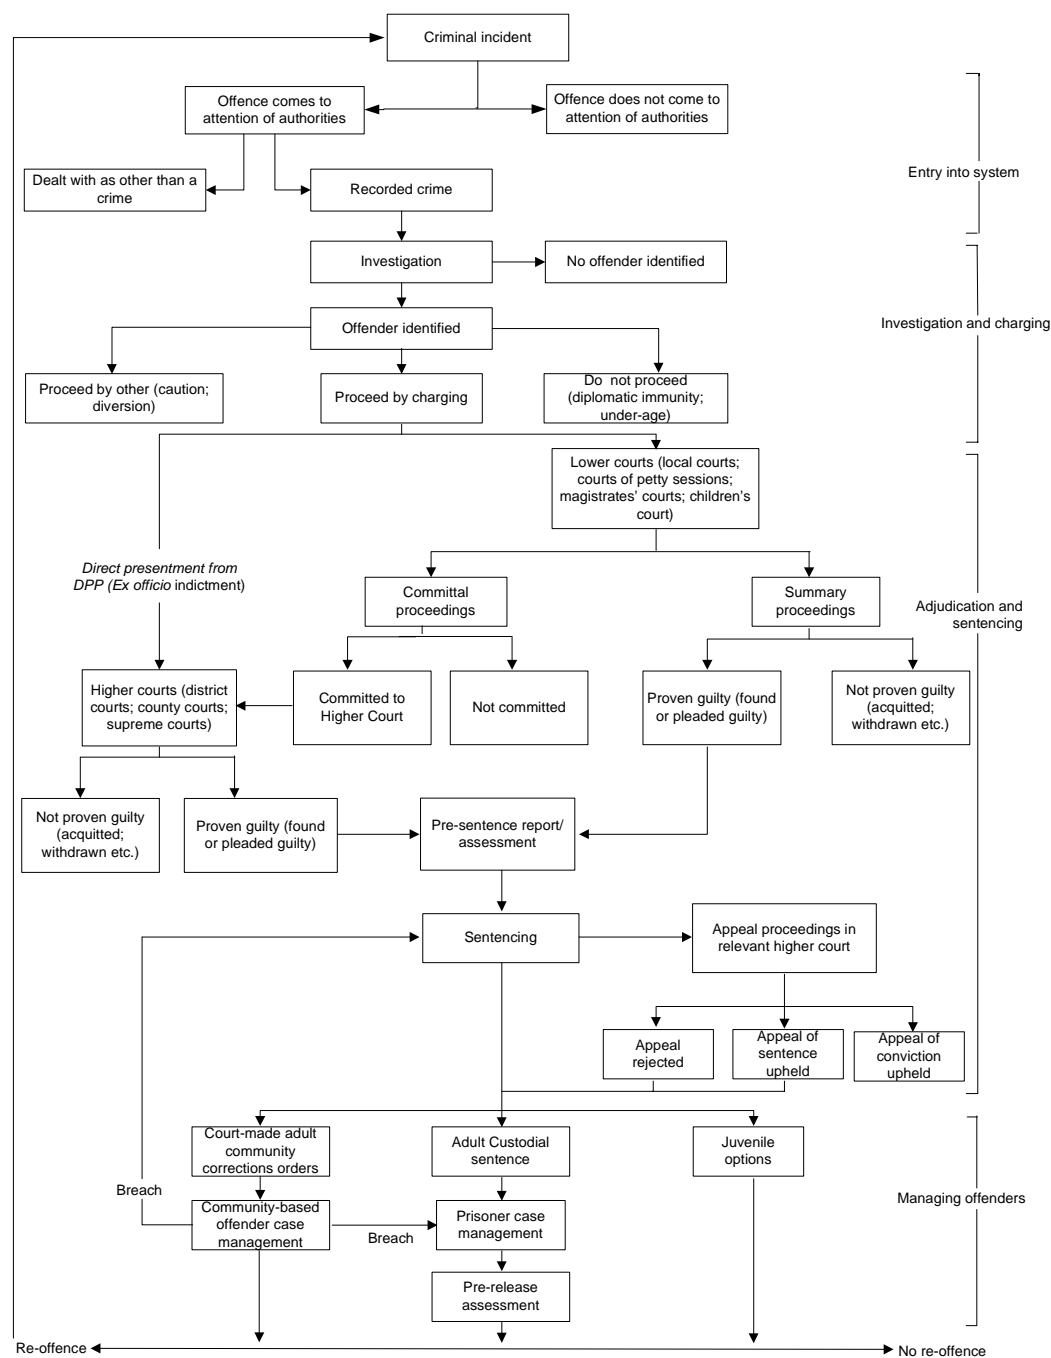 Criminal incident
Offence comes to
attention of authorities
Offence does not come to
attention of authorities
Entry into system
Dealt with as other than a
crime
Recorded crime
Investigation
No offender identified
Investigation and charging
Offender identified
Proceed by other (caution;
diversion)
Proceed by charging
Do not proceed
(diplomatic immunity;
under-age)
Lower courts (local courts;
courts of petty sessions;
magistrates' courts; children's
court)
Direct presentment from
DPP (Ex officio indictment)
Committal
proceedings
Summary
proceedings
Adjudication and
sentencing
Higher courts (district
courts; county courts;
supreme courts)
Committed to
Higher Court
Not committed
Proven guilty (found
or pleaded guilty)
Not proven guilty
(acquitted;
withdrawn etc.)
Not proven guilty
(acquitted;
withdrawn etc.)
Proven guilty (found
or pleaded guilty)
Pre-sentence report/
assessment
Sentencing
Appeal proceedings in
relevant higher court
Appeal
rejected
Appeal of
sentence
upheld
Appeal of
conviction
upheld
Court-made adult
community
corrections orders
Adult Custodial
sentence
Juvenile
options
Breach
Managing offenders
Community-based
offender case
management
Breach
Prisoner case
management
Pre-release
assessment
Re-offence
No re-offence